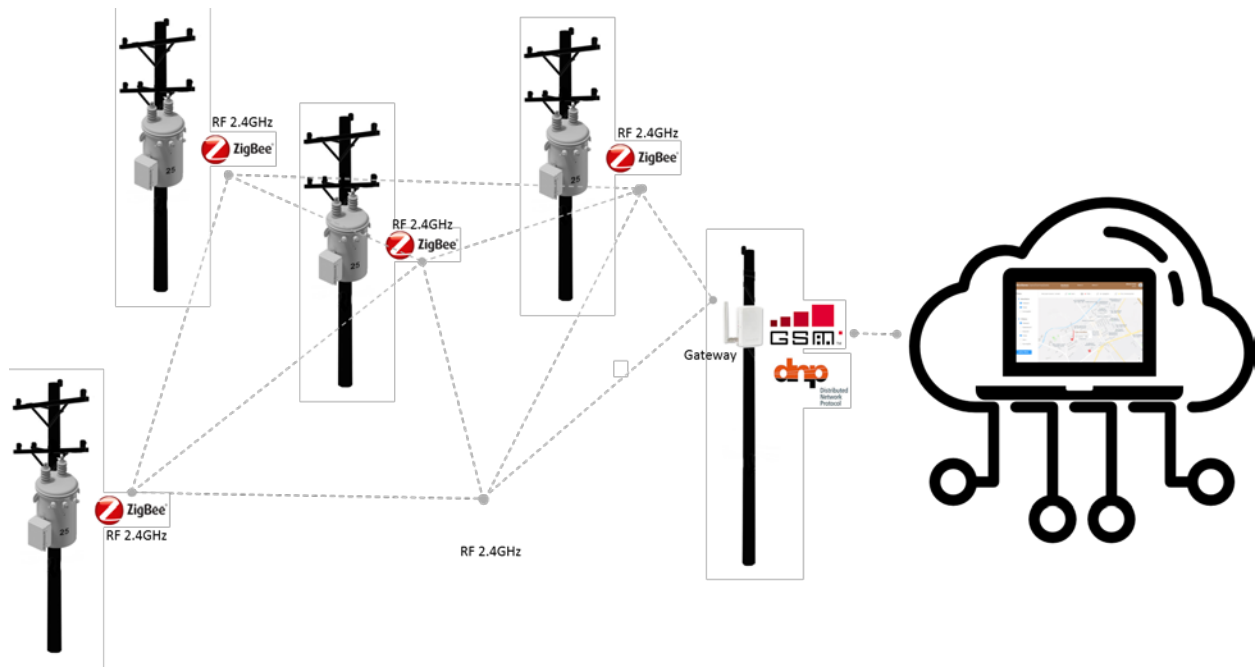 RF 2.4GHz
ZigBee®
25
RF 2.4GHz
ZigBee®
25
RF 2.4GHz
ZigBee®
25
ZigBee®
RF 2.4GHz
25
RF 2.4GHz
Gateway
GSM
dnp
Distributed
Network
Protocol